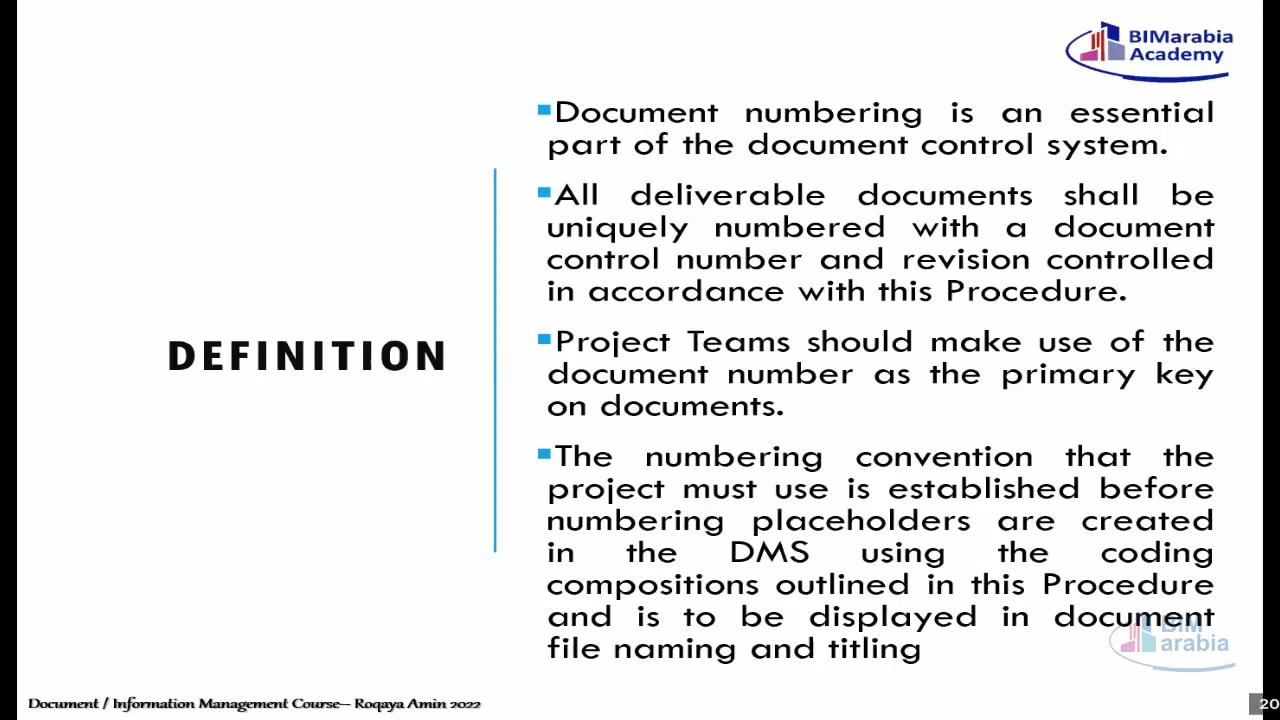 BIMarabia
Academy
Document numbering is an essential
part of the document control system.
All deliverable documents shall be
uniquely numbered with a document
control number and revision controlled
in accordance with this Procedure.
DEFINITION
Project Teams should make use of the
document number as the primary key
on documents.
The numbering convention that the
project must use is established before
numbering placeholders are created
in the DMS using the coding
compositions outlined in this Procedure
and is to be displayed in document
file naming and titling
BIM
arabia
Document / Information Management Course-- Roqaya Amin 2022
20